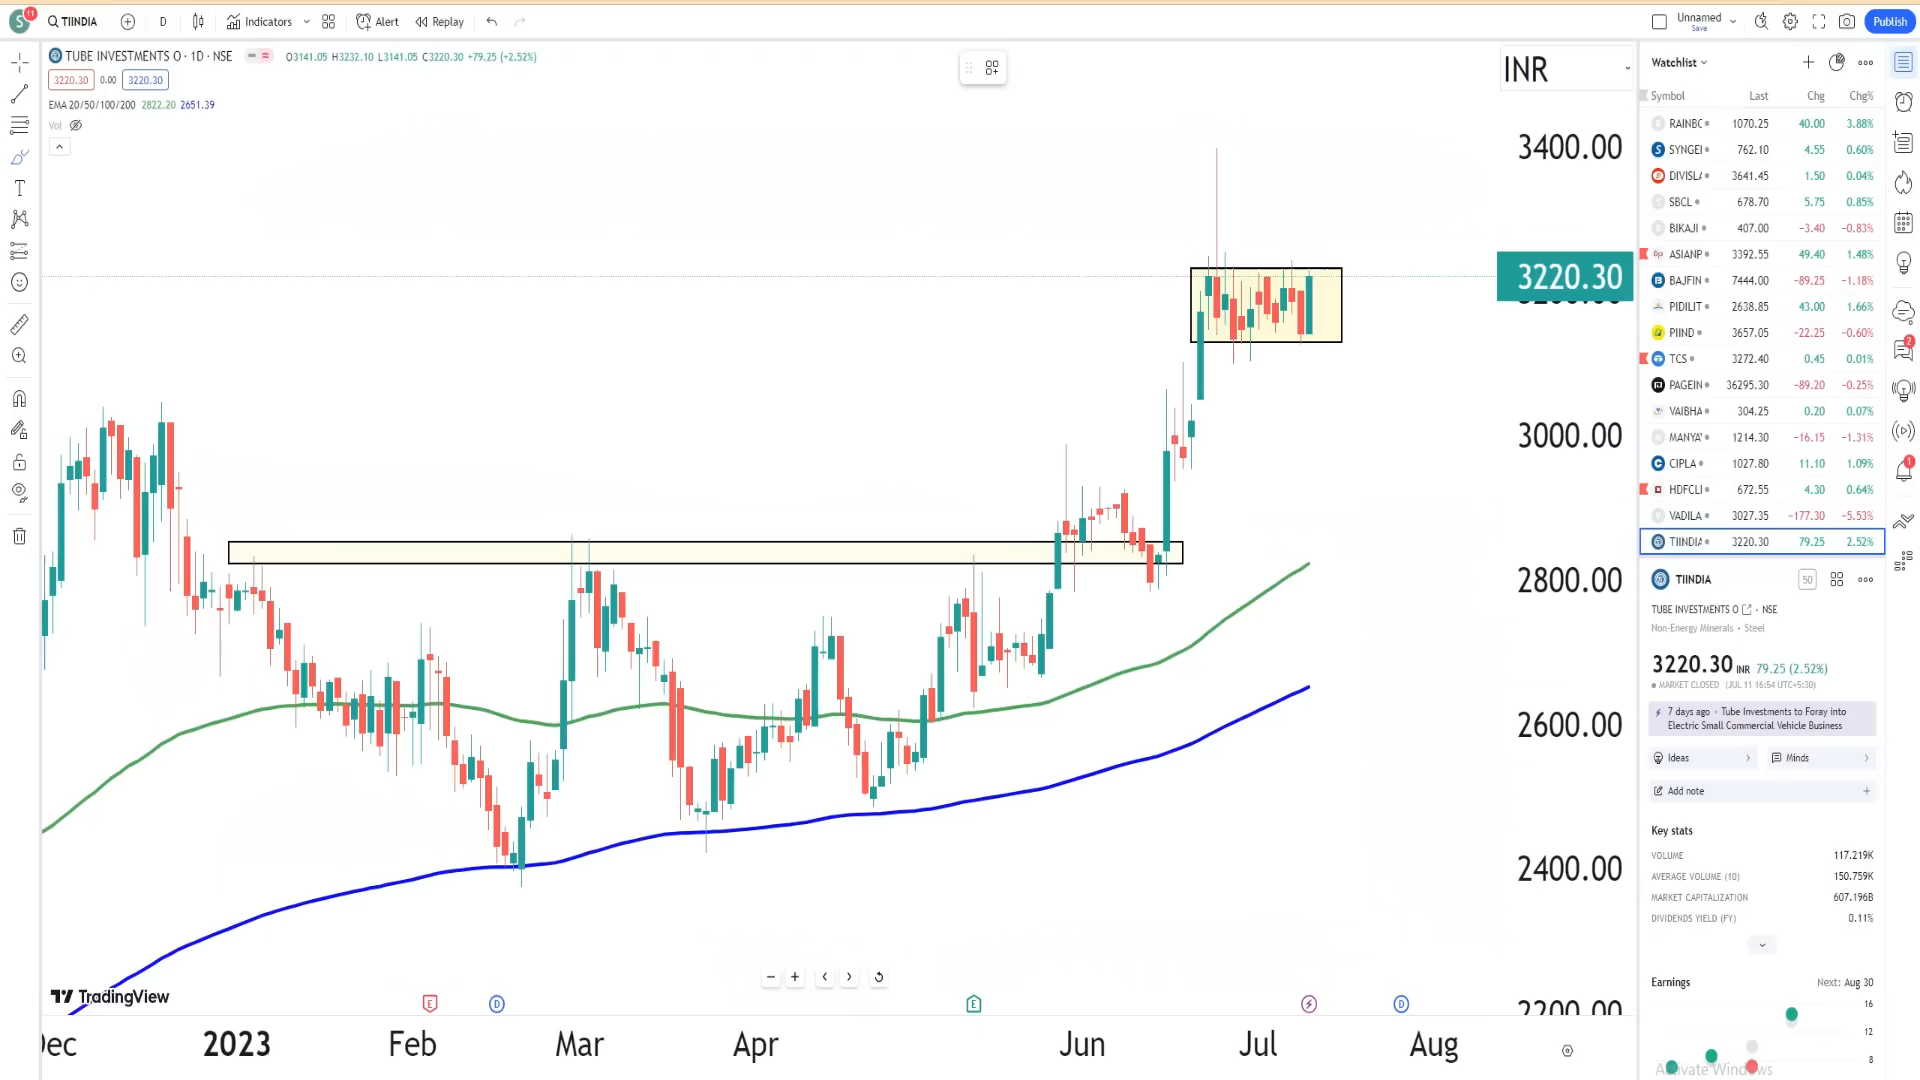 S 11 TIINDIA D Indicators Alert Replay Unnamed Save Publish
TUBE INVESTMENTS O · 1D · NSE O3141.05 H3232.10 L3141.05 C3220.30 +79.25 (+2.52%)
3220.30 0.00 3220.30
EMA 20/50/100/200 2822.20 2651.39
Vol
INR
3400.00
3220.30
3000.00
2800.00
2600.00
2400.00
TradingView
E D E D
2023 Feb Mar Apr Jun Jul Aug
Watchlist
Symbol Last Chg Chg%
RAINBC 1070.25 40.00 3.88%
SYNGEI 762.10 4.55 0.60%
DIVISLA 3641.45 1.50 0.04%
SBCL 678.70 5.75 0.85%
BIKAJI 407.00 −3.40 −0.83%
ASIANP 3392.55 49.40 1.48%
BAJFIN 7444.00 −89.25 −1.18%
PIDILIT 2638.85 43.00 1.66%
PIIND 3657.05 −22.25 −0.60%
TCS 3272.40 0.45 0.01%
PAGEIN 36295.30 −89.20 −0.25%
VAIBHA 304.25 0.20 0.07%
MANYA 1214.30 −16.15 −1.31%
CIPLA 1027.80 11.10 1.09%
HDFCLI 672.55 4.30 0.64%
VADILA 3027.35 −177.30 −5.53%
TIINDIA 3220.30 79.25 2.52%
TIINDIA 50
TUBE INVESTMENTS O · NSE
Non-Energy Minerals • Steel
3220.30 INR 79.25 (2.52%)
MARKET CLOSED (JUL 11 16:54 UTC+5:30)
7 days ago · Tube Investments to Foray into
Electric Small Commercial Vehicle Business
Ideas Minds
Add note
Key stats
VOLUME 117.219K
AVERAGE VOLUME (10) 150.759K
MARKET CAPITALIZATION 607.196B
DIVIDENDS YIELD (FY) 0.11%
Earnings Next: Aug 30
16
12
8
Activate Windows
2
1